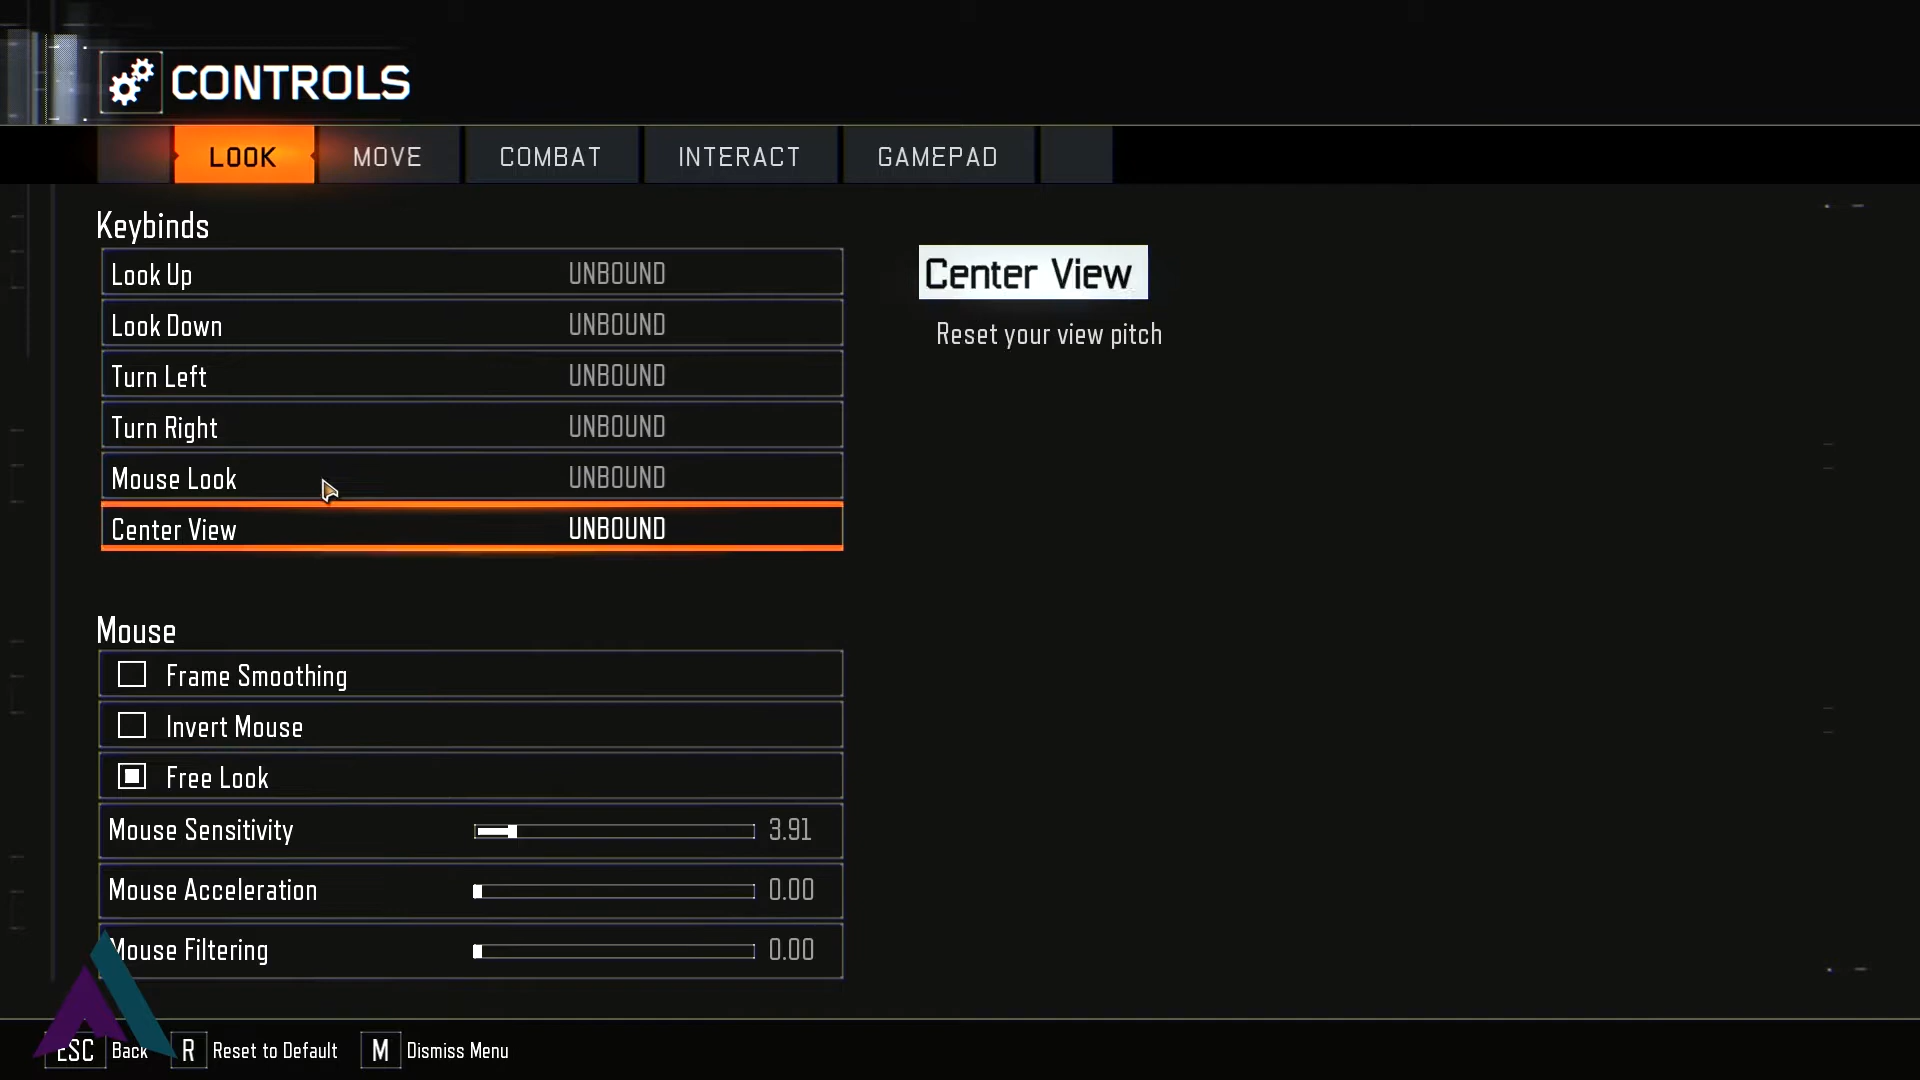 CONTROLS
LOOK MOVE COMBAT INTERACT GAMEPAD
Keybinds
Look Up UNBOUND
Look Down UNBOUND
Turn Left UNBOUND
Turn Right UNBOUND
Mouse Look UNBOUND
Center View UNBOUND
Center View
Reset your view pitch
Mouse
Frame Smoothing
Invert Mouse
Free Look
Mouse Sensitivity 3.91
Mouse Acceleration 0.00
Mouse Filtering 0.00
ESC Back R Reset to Default M Dismiss Menu